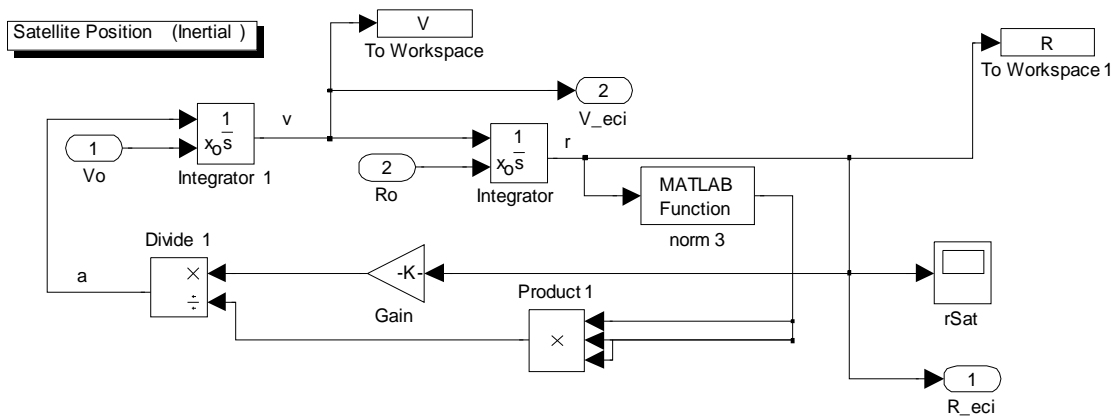 Satellite Position (Inertial )
V
To Workspace
R
To Workspace 1
2
V_eci
1
s
xo
v
1
Vo
Integrator 1
1
s
xo
r
2
Ro
Integrator
MATLAB
Function
norm 3
Divide 1
×
÷
a
-K-
Gain
Product 1
×
rSat
1
R_eci